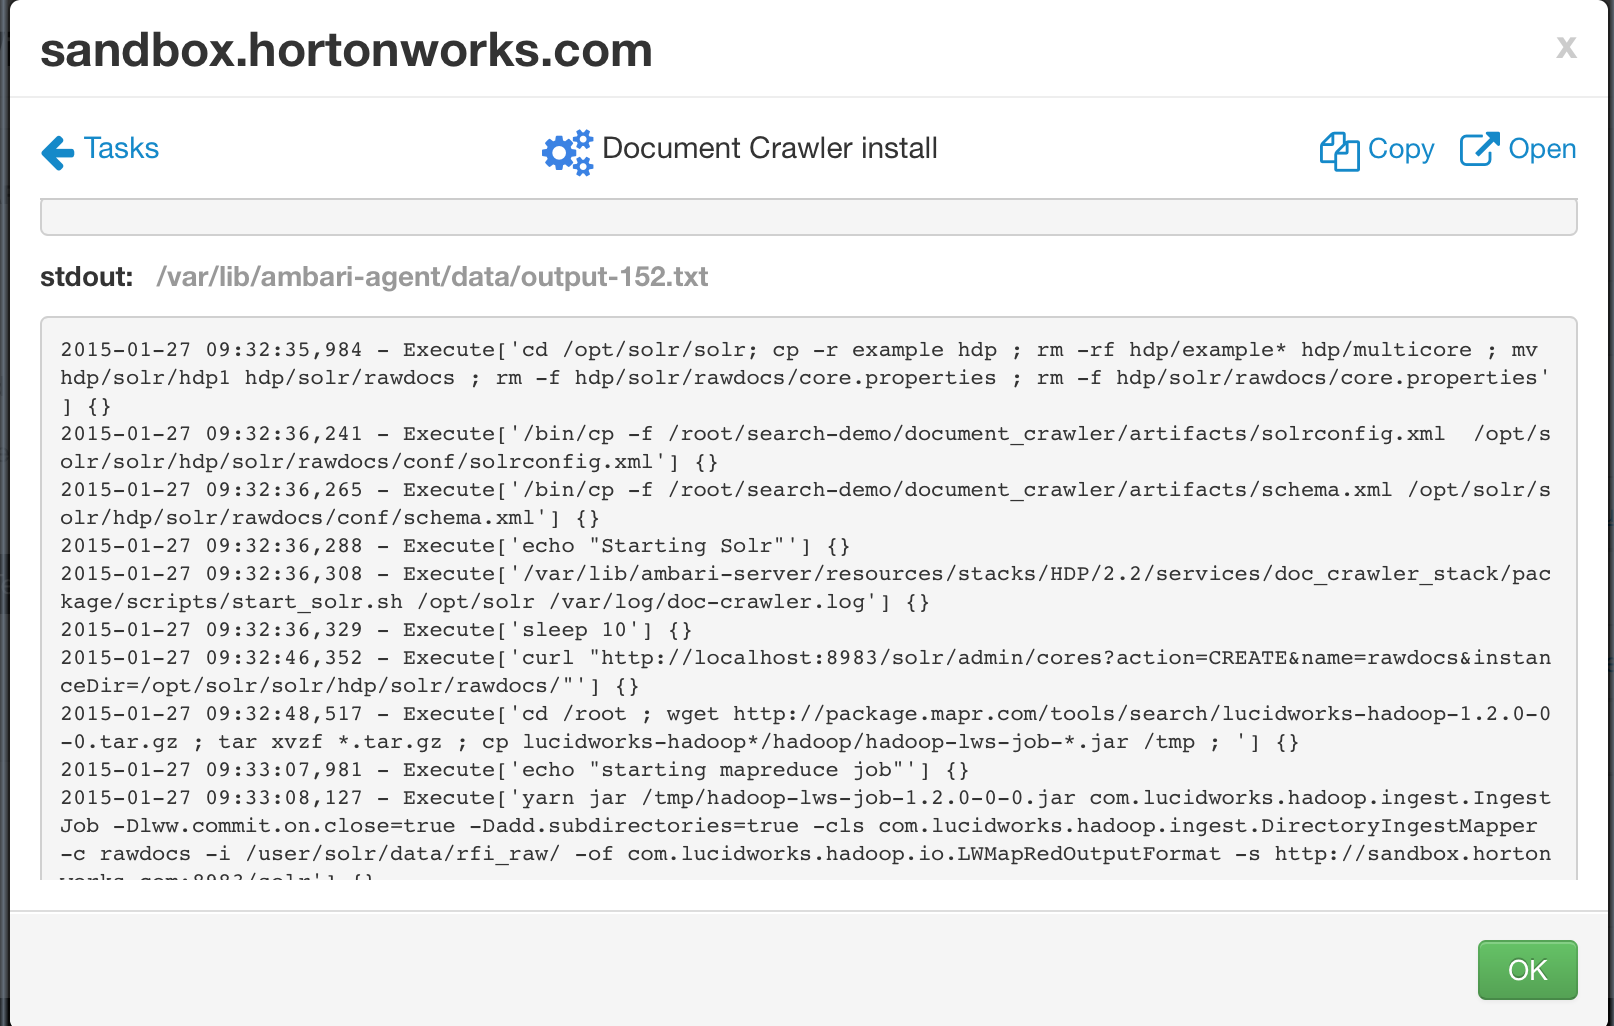 sandbox.hortonworks.com
x
Tasks
Document Crawler install
Copy
Open
stdout: /var/lib/ambari-agent/data/output-152.txt
2015-01-27 09:32:35,984 - Execute['cd /opt/solr/solr; cp -r example hdp ; rm -rf hdp/example* hdp/multicore ; mv
hdp/solr/hdp1 hdp/solr/rawdocs ; rm -f hdp/solr/rawdocs/core.properties ; rm -f hdp/solr/rawdocs/core.properties'
] {}
2015-01-27 09:32:36,241 - Execute['/bin/cp -f /root/search-demo/document_crawler/artifacts/solrconfig.xml  /opt/s
olr/solr/hdp/solr/rawdocs/conf/solrconfig.xml'] {}
2015-01-27 09:32:36,265 - Execute['/bin/cp -f /root/search-demo/document_crawler/artifacts/schema.xml /opt/solr/s
olr/hdp/solr/rawdocs/conf/schema.xml'] {}
2015-01-27 09:32:36,288 - Execute['echo "Starting Solr"'] {}
2015-01-27 09:32:36,308 - Execute['/var/lib/ambari-server/resources/stacks/HDP/2.2/services/doc_crawler_stack/pac
kage/scripts/start_solr.sh /opt/solr /var/log/doc-crawler.log'] {}
2015-01-27 09:32:36,329 - Execute['sleep 10'] {}
2015-01-27 09:32:46,352 - Execute['curl "http://localhost:8983/solr/admin/cores?action=CREATE&name=rawdocs&instan
ceDir=/opt/solr/solr/hdp/solr/rawdocs/"'] {}
2015-01-27 09:32:48,517 - Execute['cd /root ; wget http://package.mapr.com/tools/search/lucidworks-hadoop-1.2.0-0
-0.tar.gz ; tar xvzf *.tar.gz ; cp lucidworks-hadoop*/hadoop/hadoop-lws-job-*.jar /tmp ; '] {}
2015-01-27 09:33:07,981 - Execute['echo "starting mapreduce job"'] {}
2015-01-27 09:33:08,127 - Execute['yarn jar /tmp/hadoop-lws-job-1.2.0-0-0.jar com.lucidworks.hadoop.ingest.Ingest
Job -Dlww.commit.on.close=true -Dadd.subdirectories=true -cls com.lucidworks.hadoop.ingest.DirectoryIngestMapper
-c rawdocs -i /user/solr/data/rfi_raw/ -of com.lucidworks.hadoop.io.LWMapRedOutputFormat -s http://sandbox.horton
works.com:8983/solr'] {}
OK